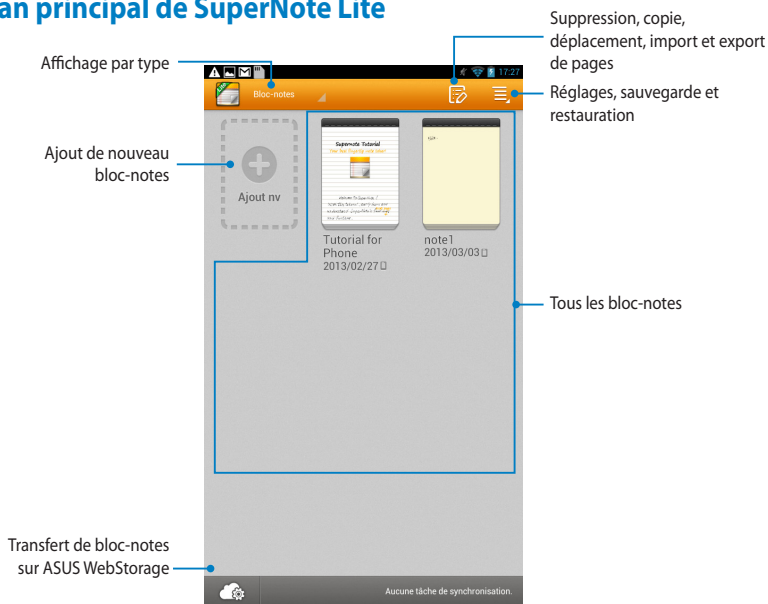 an principal de SuperNote Lite
Suppression, copie,
déplacement, import et export
de pages
Affichage par type
17:27
Bloc-notes
Réglages, sauvegarde et
restauration
Ajout de nouveau
bloc-notes
Ajout nv
Supernote Tutorial
Tutorial for
Phone
2013/02/27
note1
2013/03/03
Tous les bloc-notes
Transfert de bloc-notes
sur ASUS WebStorage
Aucune tâche de synchronisation.